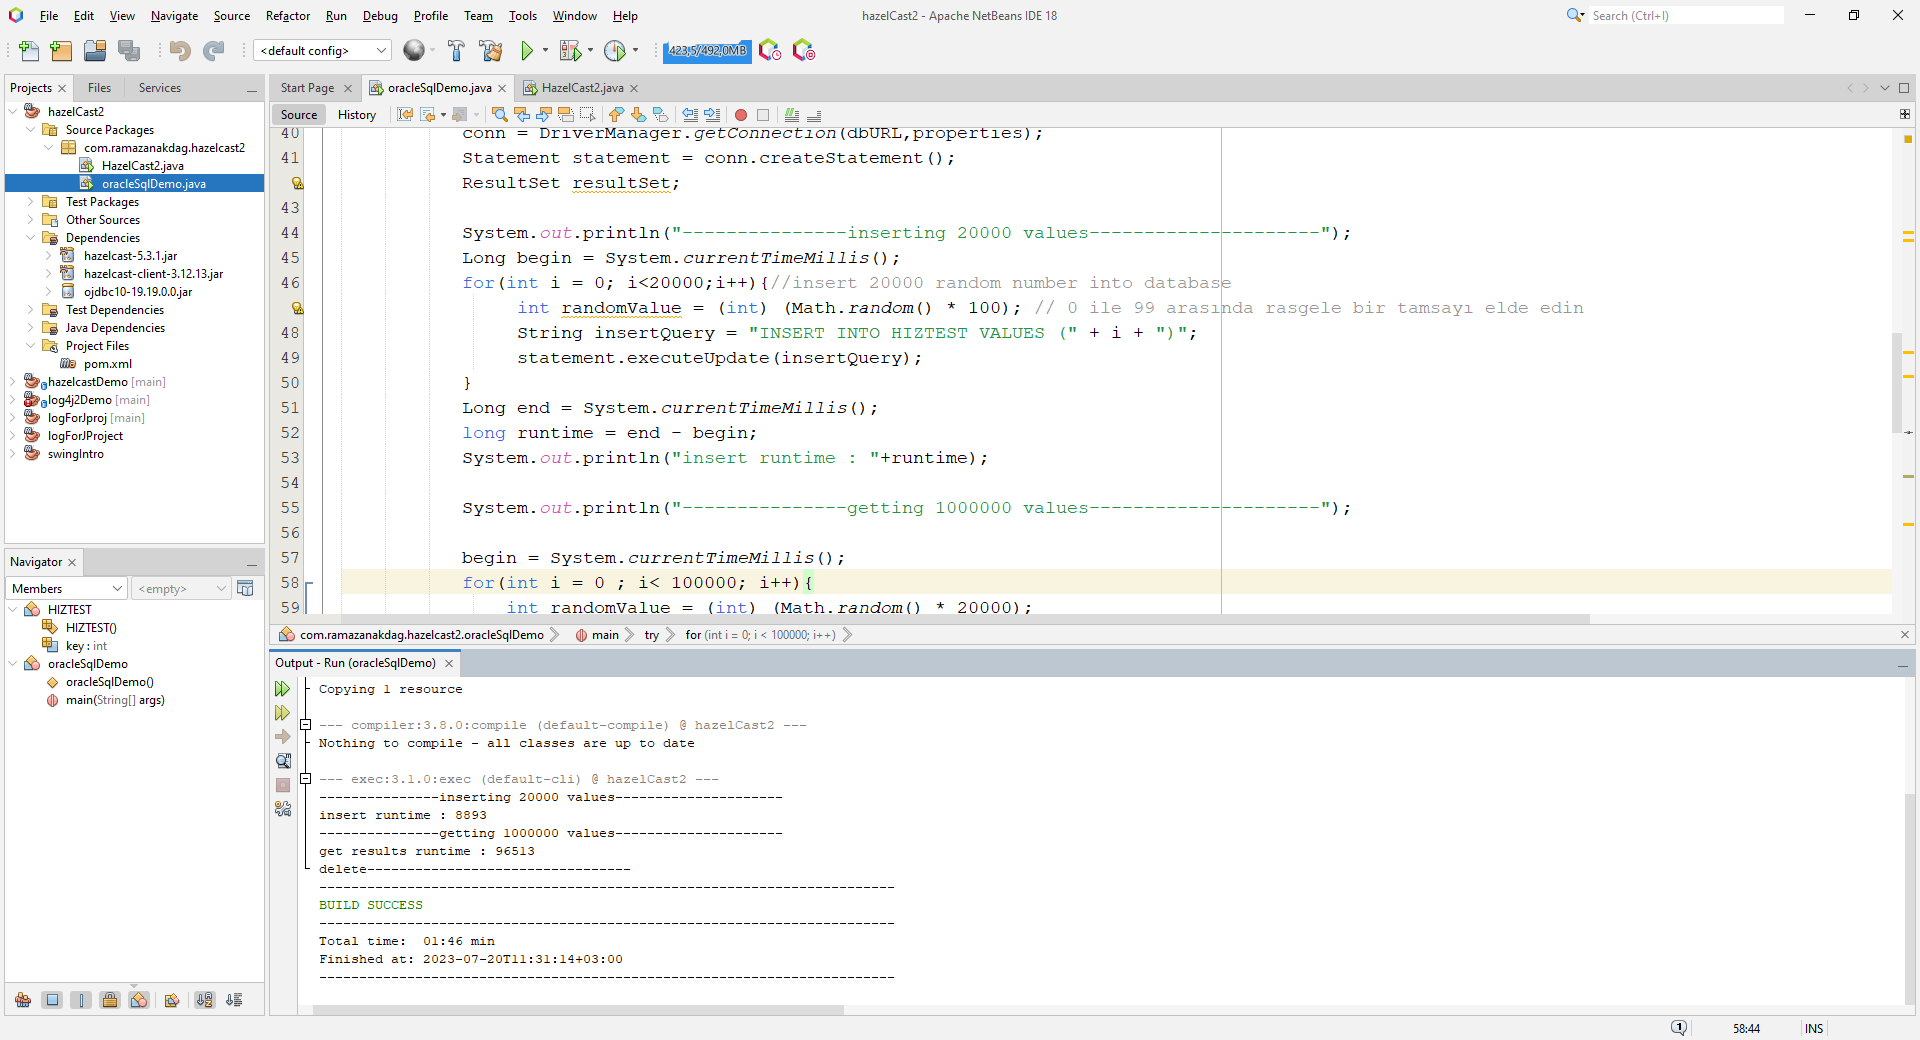 File Edit View Navigate Source Refactor Run Debug Profile Team Tools Window Help
hazelCast2 - Apache NetBeans IDE 18
Search (Ctrl+I)
<default config>
423,5/492,0MB
Projects Files Services
hazelCast2
Source Packages
com.ramazanakdag.hazelcast2
HazelCast2.java
oracleSqlDemo.java
Test Packages
Other Sources
Dependencies
hazelcast-5.3.1.jar
hazelcast-client-3.12.13.jar
ojdbc10-19.19.0.0.jar
Test Dependencies
Java Dependencies
Project Files
pom.xml
hazelcastDemo [main]
log4j2Demo [main]
logForJproj [main]
logForJProject
swingIntro
Navigator
Members <empty>
HIZTEST
HIZTEST()
key : int
oracleSqlDemo
oracleSqlDemo()
main(String[] args)
Start Page oracleSqlDemo.java HazelCast2.java
Source History
40 conn = DriverManager.getConnection(dbURL,properties);
41 Statement statement = conn.createStatement();
ResultSet resultSet;
43
44 System.out.println("---------------inserting 20000 values---------------------");
45 Long begin = System.currentTimeMillis();
46 for(int i = 0; i<20000;i++){//insert 20000 random number into database
int randomValue = (int) (Math.random() * 100); // 0 ile 99 arasında rasgele bir tamsayı elde edin
48 String insertQuery = "INSERT INTO HIZTEST VALUES (" + i + ")";
49 statement.executeUpdate(insertQuery);
50 }
51 Long end = System.currentTimeMillis();
52 long runtime = end - begin;
53 System.out.println("insert runtime : "+runtime);
54
55 System.out.println("---------------getting 1000000 values---------------------");
56
57 begin = System.currentTimeMillis();
58 for(int i = 0 ; i< 100000; i++){
59 int randomValue = (int) (Math.random() * 20000);
com.ramazanakdag.hazelcast2.oracleSqlDemo main try for (int i = 0; i < 100000; i++)
Output - Run (oracleSqlDemo)
Copying 1 resource
--- compiler:3.8.0:compile (default-compile) @ hazelCast2 ---
Nothing to compile - all classes are up to date
--- exec:3.1.0:exec (default-cli) @ hazelCast2 ---
---------------inserting 20000 values---------------------
insert runtime : 8893
---------------getting 1000000 values---------------------
get results runtime : 96513
delete---------------------------------
------------------------------------------------------------------------
BUILD SUCCESS
------------------------------------------------------------------------
Total time:  01:46 min
Finished at: 2023-07-20T11:31:14+03:00
------------------------------------------------------------------------
1 58:44 INS